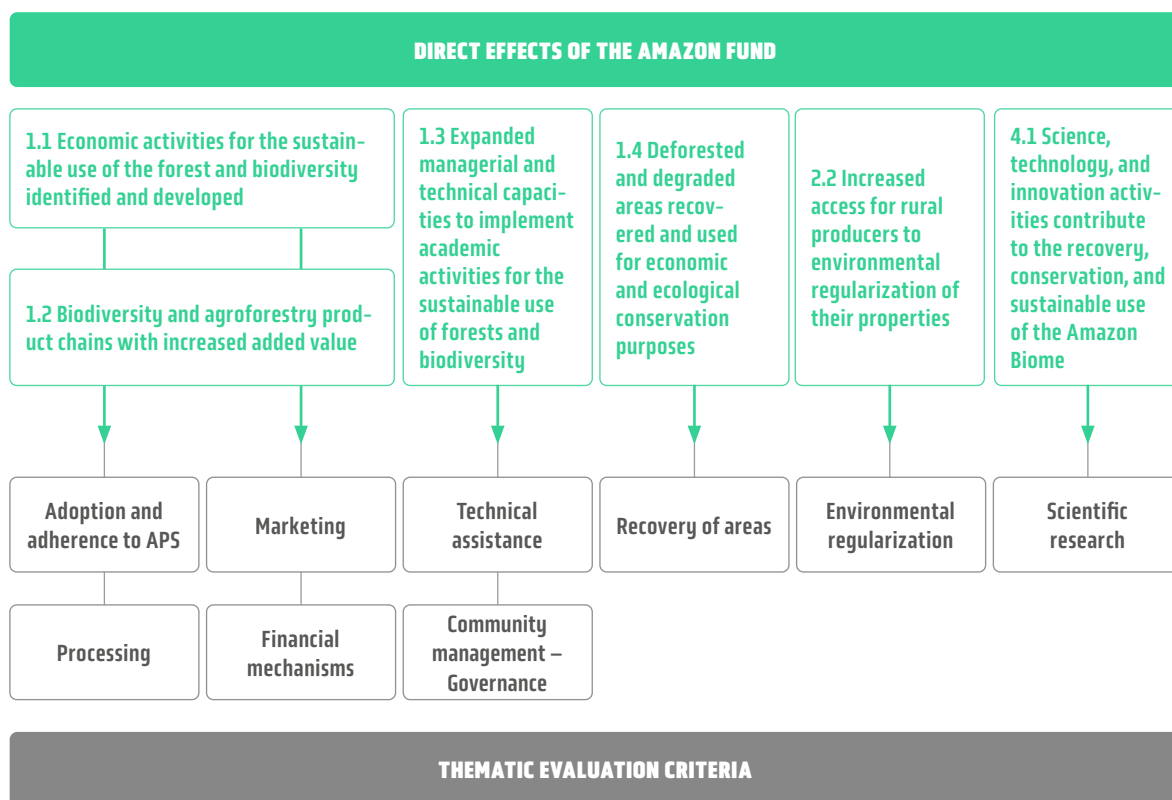 DIRECT EFFECTS OF THE AMAZON FUND
1.1 Economic activities for the sustain-
able use of the forest and biodiversity
identified and developed
1.2 Biodiversity and agroforestry prod-
uct chains with increased added value
1.3 Expanded
managerial and
technical capaci-
ties to implement
academic
activities for the
sustainable use
of forests and
biodiversity
1.4 Deforested
and degraded
areas recov-
ered and used
for economic
and ecological
conservation
purposes
2.2 Increased
access for rural
producers to
environmental
regularization of
their properties
4.1 Science,
technology, and
innovation activ-
ities contribute
to the recovery,
conservation, and
sustainable use
of the Amazon
Biome
Adoption and
adherence to APS
Marketing
Technical
assistance
Recovery of areas
Environmental
regularization
Scientific
research
Processing
Financial
mechanisms
Community
management –
Governance
THEMATIC EVALUATION CRITERIA